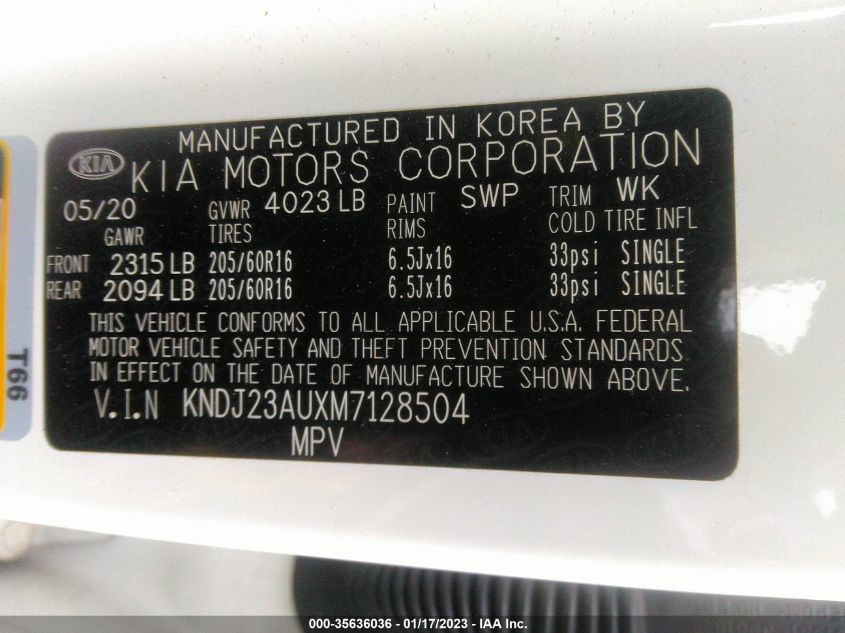 MANUFACTURED IN KOREA BY
KIA KIA MOTORS CORPORATION
05/20 GVWR 4023 LB PAINT SWP TRIM WK
GAWR TIRES RIMS COLD TIRE INFL
FRONT 2315 LB 205/60R16 6.5Jx16 33psi SINGLE
REAR 2094 LB 205/60R16 6.5Jx16 33psi SINGLE
THIS VEHICLE CONFORMS TO ALL APPLICABLE U.S.A. FEDERAL
MOTOR VEHICLE SAFETY AND THEFT PREVENTION STANDARDS
IN EFFECT ON THE DATE OF MANUFACTURE SHOWN ABOVE.
V.I.N KNDJ23AUXM7128504
MPV
T66
000-35636036 - 01/17/2023 - IAA Inc.